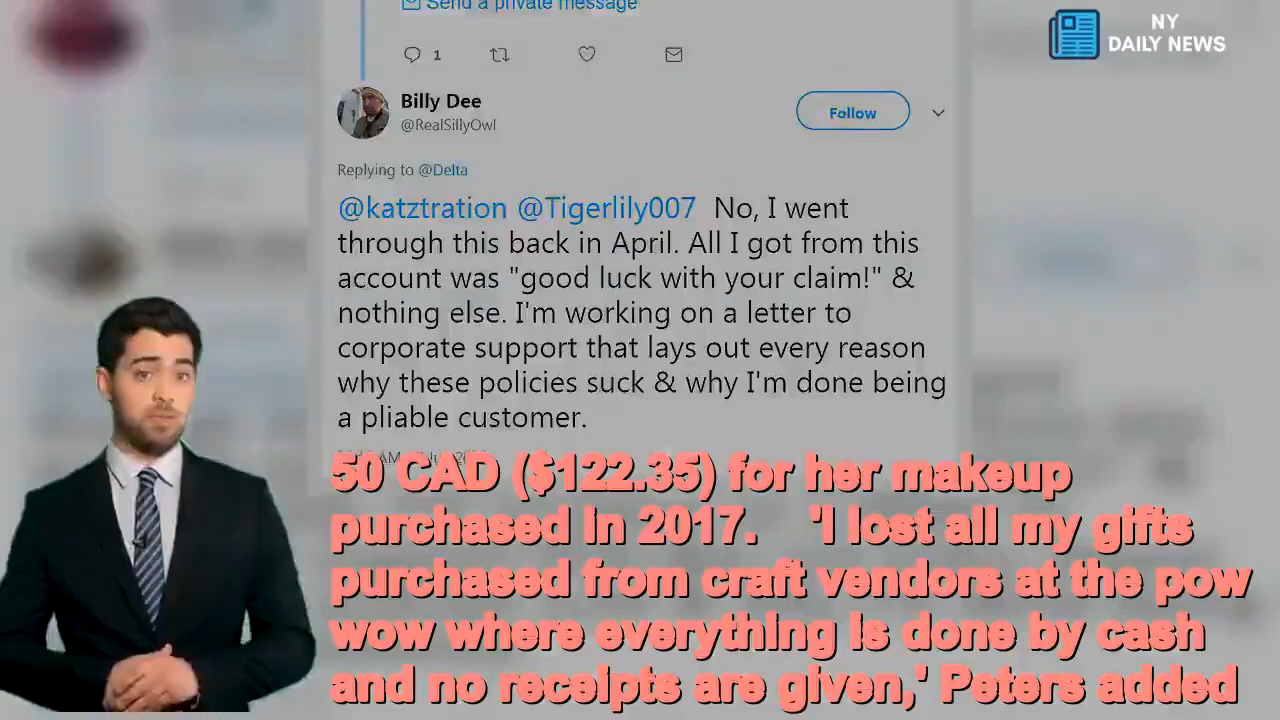 Send a private message
NY
DAILY NEWS
1
Billy Dee
@RealSillyOwl
Follow
Replying to @Delta
@katztration @Tigerlily007 No, I went
through this back in April. All I got from this
account was "good luck with your claim!" &
nothing else. I'm working on a letter to
corporate support that lays out every reason
why these policies suck & why I'm done being
a pliable customer.
50 CAD ($122.35) for her makeup
purchased in 2017. 'I lost all my gifts
purchased from craft vendors at the pow
wow where everything is done by cash
and no receipts are given,' Peters added